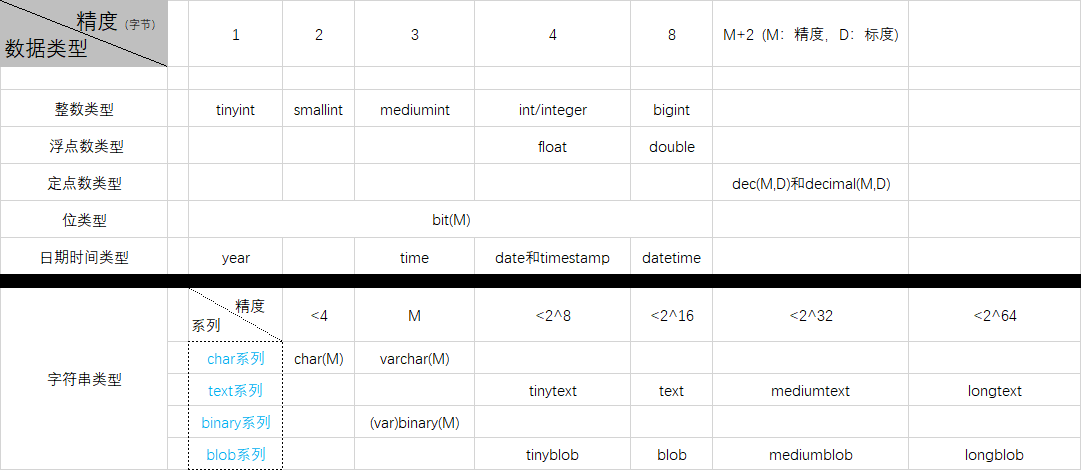 精度（字节）
数据类型
1 2 3 4 8 M+2（M：精度，D：标度）
整数类型 tinyint smallint mediumint int/integer bigint
浮点数类型 float double
定点数类型 dec(M,D)和decimal(M,D)
位类型 bit(M)
日期时间类型 year time date和timestamp datetime
精度
系列
<4 M <2^8 <2^16 <2^32 <2^64
字符串类型
char系列 char(M) varchar(M)
text系列 tinytext text mediumtext longtext
binary系列 (var)binary(M)
blob系列 tinyblob blob mediumblob longblob